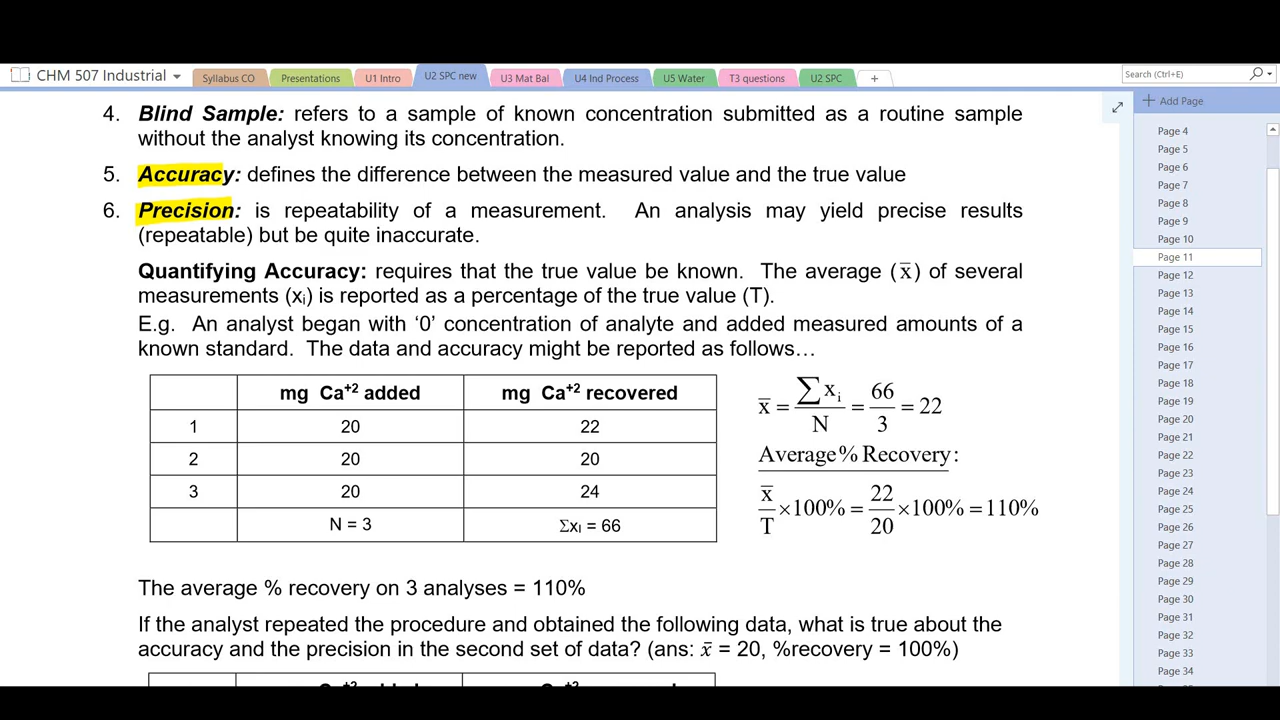 CHM 507 Industrial
Syllabus CO
Presentations
U1 Intro
U2 SPC new
U3 Mat Bal
U4 Ind Process
U5 Water
T3 questions
U2 SPC
+
Search (Ctrl+E)
4. Blind Sample: refers to a sample of known concentration submitted as a routine sample
without the analyst knowing its concentration.
5. Accuracy: defines the difference between the measured value and the true value
6. Precision: is repeatability of a measurement. An analysis may yield precise results
(repeatable) but be quite inaccurate.
Quantifying Accuracy: requires that the true value be known. The average (x̅) of several
measurements (xᵢ) is reported as a percentage of the true value (T).
E.g. An analyst began with ‘0’ concentration of analyte and added measured amounts of a
known standard. The data and accuracy might be reported as follows…
mg Ca⁺² added mg Ca⁺² recovered
1 20 22
2 20 20
3 20 24
N = 3 Σxₗ = 66
x̅ = ∑xᵢ / N = 66 / 3 = 22
Average% Recovery:
x̅ / T ×100% = 22 / 20 ×100% = 110%
The average % recovery on 3 analyses = 110%
If the analyst repeated the procedure and obtained the following data, what is true about the
accuracy and the precision in the second set of data? (ans: x̅ = 20, %recovery = 100%)
+ Add Page
Page 4
Page 5
Page 6
Page 7
Page 8
Page 9
Page 10
Page 11
Page 12
Page 13
Page 14
Page 15
Page 16
Page 17
Page 18
Page 19
Page 20
Page 21
Page 22
Page 23
Page 24
Page 25
Page 26
Page 27
Page 28
Page 29
Page 30
Page 31
Page 32
Page 33
Page 34